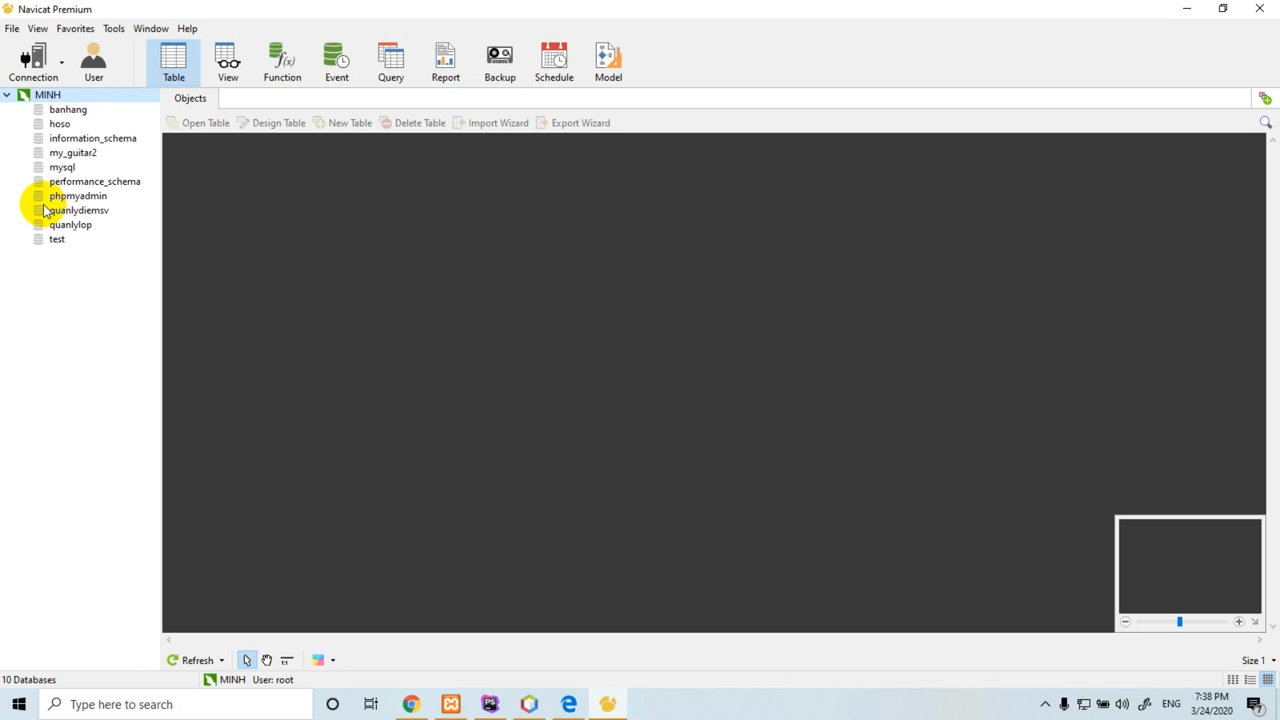 Navicat Premium
File View Favorites Tools Window Help
Connection User Table View Function Event Query Report Backup Schedule Model
MINH
banhang
hoso
information_schema
my_guitar2
mysql
performance_schema
phpmyadmin
quanlydiemsv
quanlylop
test
Objects
Open Table Design Table New Table Delete Table Import Wizard Export Wizard
Refresh
Size 1
10 Databases MINH User: root
Type here to search
PS
ENG
7:38 PM
3/24/2020
7